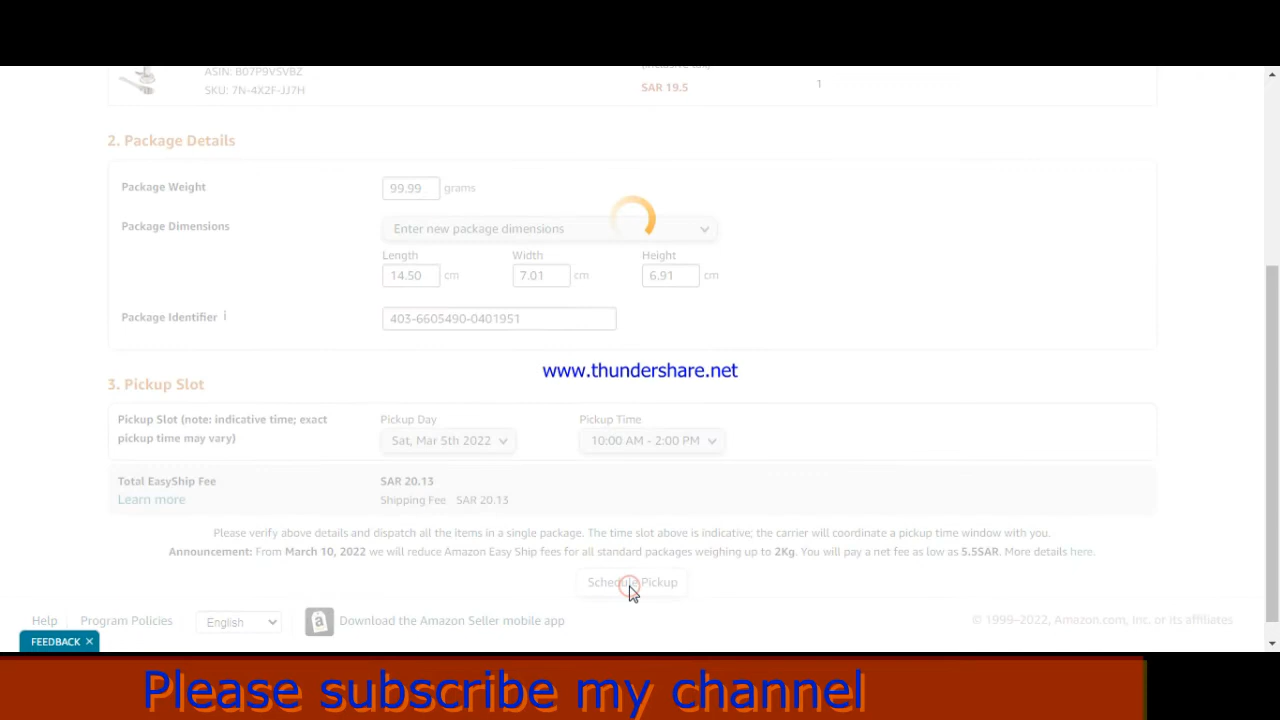 ASIN: B07P9VSVBZ
SKU: 7N-4X2F-JJ7H
SAR 19.5
1
2. Package Details
Package Weight
99.99 grams
Package Dimensions
Enter new package dimensions
Length Width Height
14.50 cm 7.01 cm 6.91 cm
Package Identifier i
403-6605490-0401951
www.thundershare.net
3. Pickup Slot
Pickup Slot (note: indicative time; exact pickup time may vary)
Pickup Day Pickup Time
Sat, Mar 5th 2022 10:00 AM - 2:00 PM
Total EasyShip Fee SAR 20.13
Learn more Shipping Fee SAR 20.13
Please verify above details and dispatch all the items in a single package. The time slot above is indicative; the carrier will coordinate a pickup time window with you.
Announcement: From March 10, 2022 we will reduce Amazon Easy Ship fees for all standard packages weighing up to 2Kg. You will pay a net fee as low as 5.5SAR. More details here.
Schedule Pickup
Help Program Policies English Download the Amazon Seller mobile app © 1999-2022, Amazon.com, Inc. or its affiliates
FEEDBACK ×
Please subscribe my channel